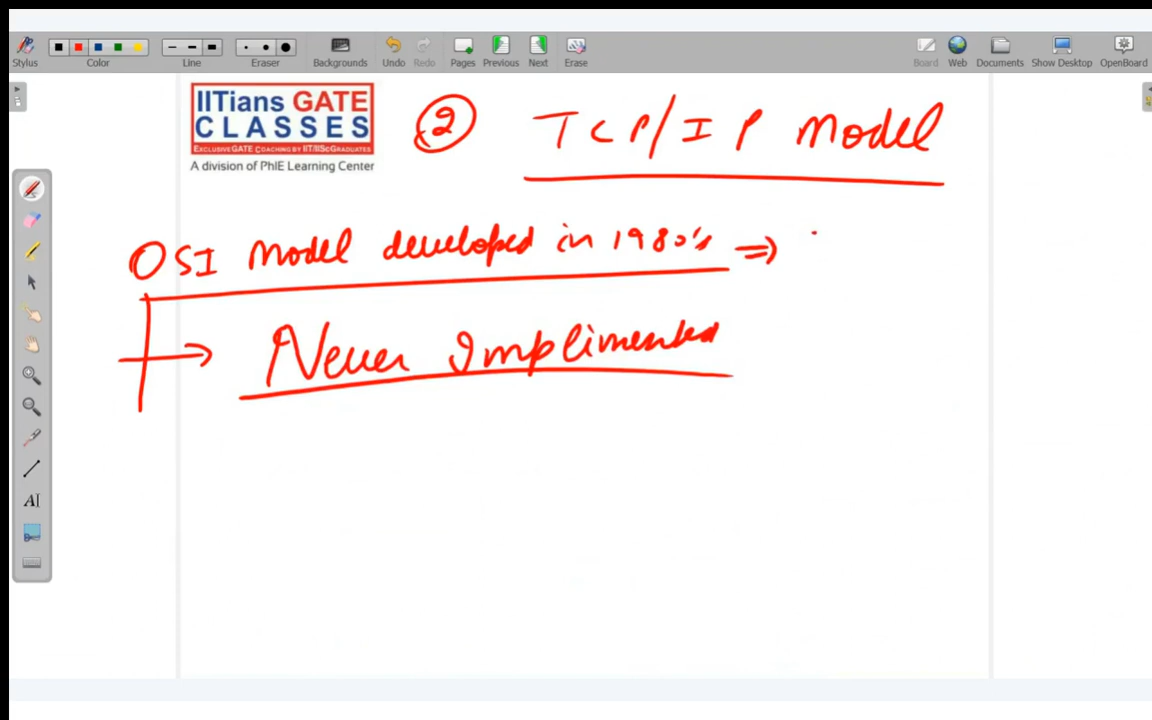 Stylus Color Line Eraser Backgrounds Undo Redo Pages Previous Next Erase Board Web Documents Show Desktop OpenBoard
IITians GATE
CLASSES
EXCLUSIVE GATE COACHING BY IIT/IISC GRADUATES
A division of PhIE Learning Center
② TCP/IP Model
OSI Model developed in 1980's ⇒
→ Never Implimented
AI